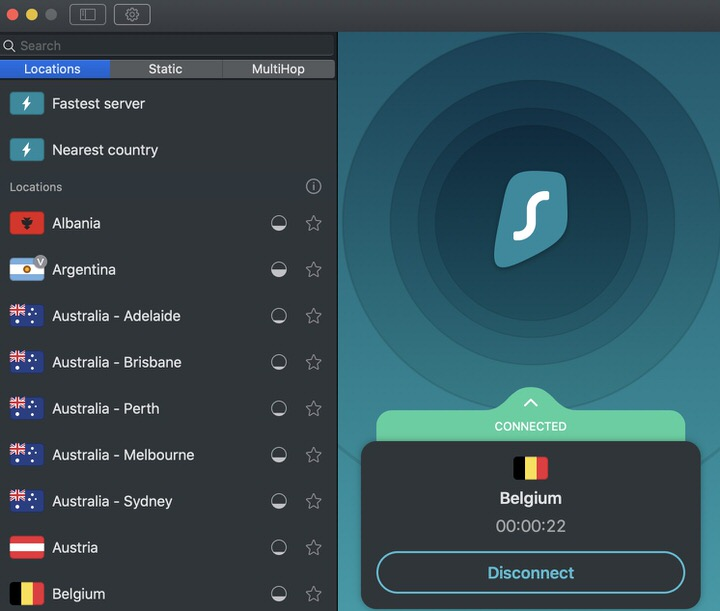 Search
Locations
Static
MultiHop
Fastest server
Nearest country
Locations
Albania
V
Argentina
Australia - Adelaide
Australia - Brisbane
Australia - Perth
Australia - Melbourne
Australia - Sydney
Austria
Belgium
CONNECTED
Belgium
00:00:22
Disconnect